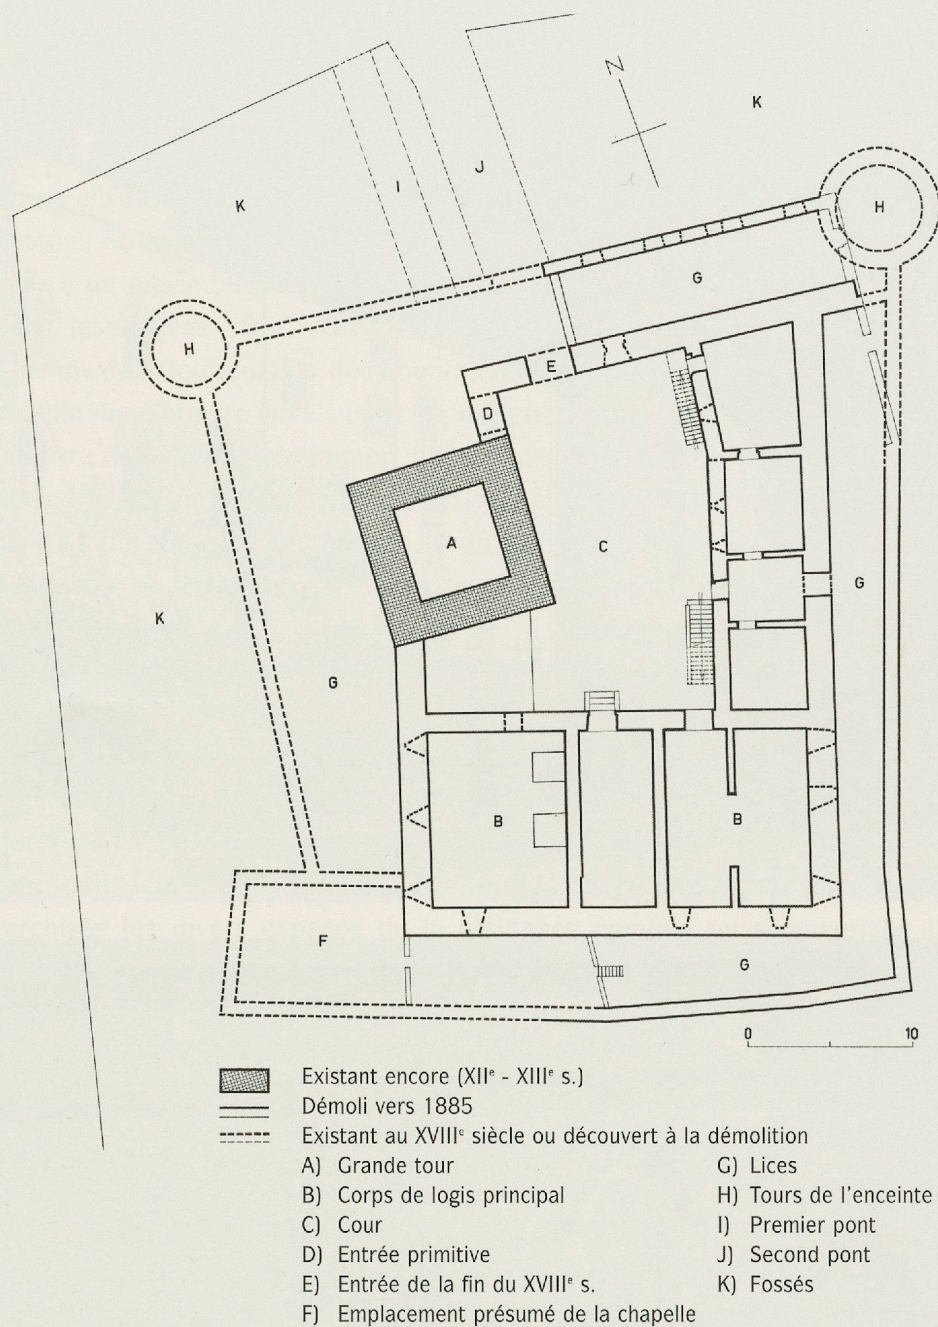 N
K
K
J
I
H
H
G
E
D
A
C
G
K
G
B
B
F
G
0 10
Existant encore (XIIᵉ - XIIIᵉ s.)
Démoli vers 1885
Existant au XVIIIᵉ siècle ou découvert à la démolition
A) Grande tour
B) Corps de logis principal
C) Cour
D) Entrée primitive
E) Entrée de la fin du XVIIIᵉ s.
F) Emplacement présumé de la chapelle
G) Lices
H) Tours de l'enceinte
I) Premier pont
J) Second pont
K) Fossés